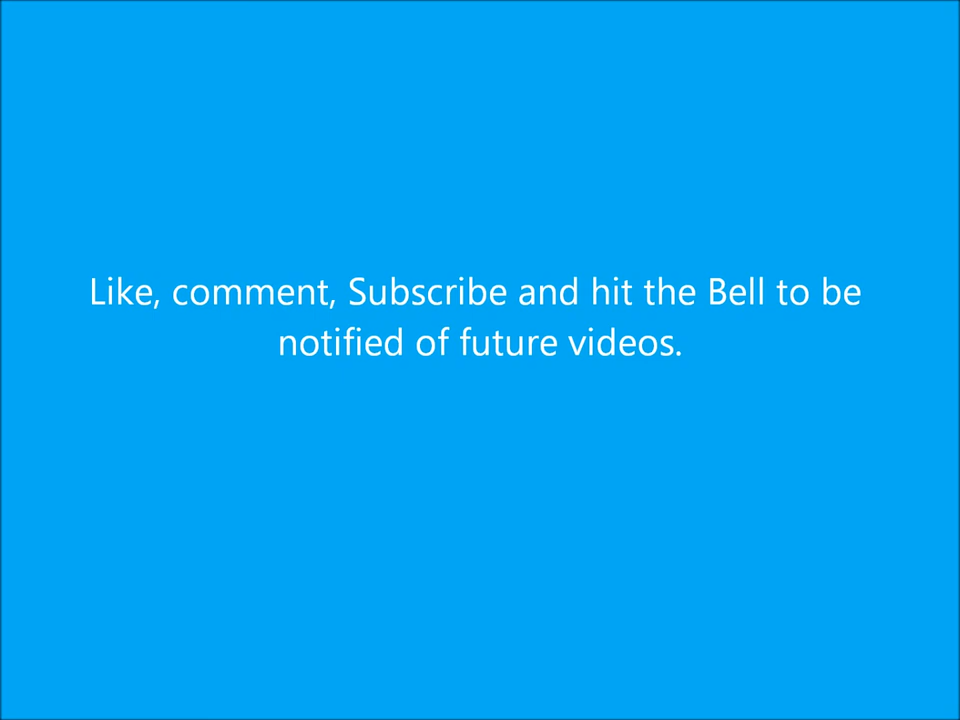 Like, comment, Subscribe and hit the Bell to be
notified of future videos.